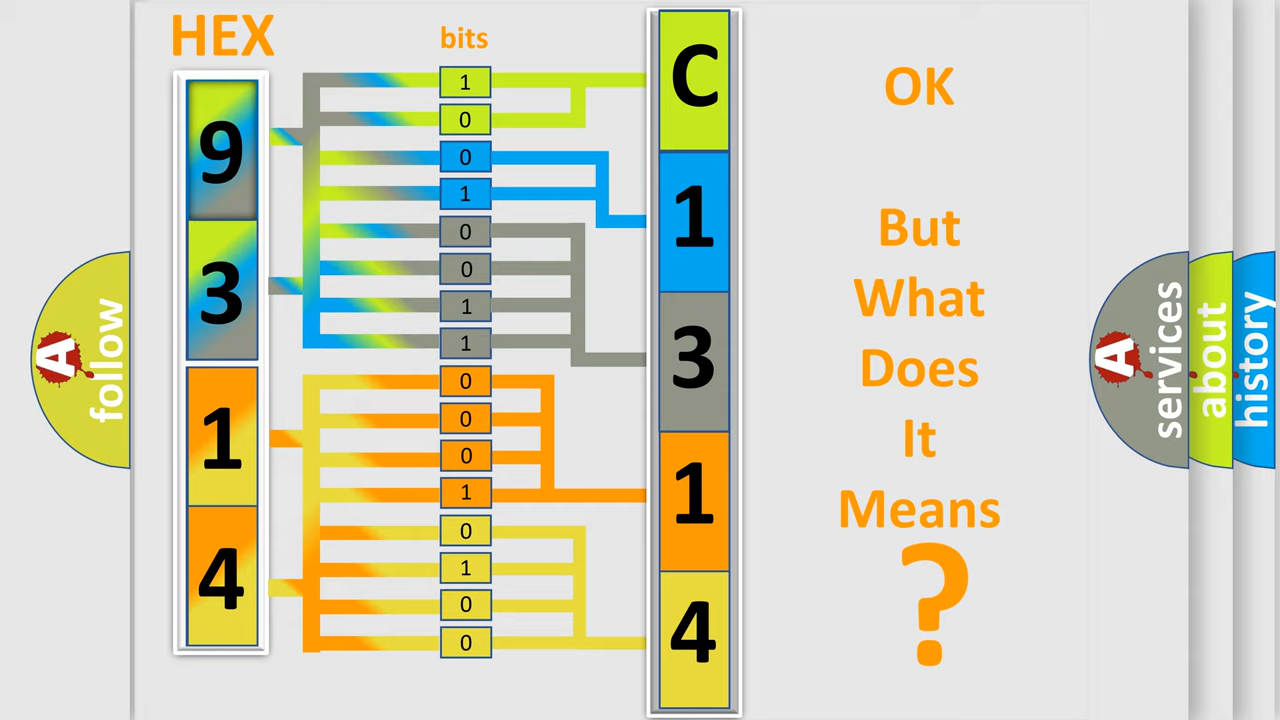 HEX
bits
9
3
1
4
1
0
0
1
0
0
1
1
0
0
0
1
0
1
0
0
C
1
3
1
4
OK
But
What
Does
It
Means
?
A
follow
A
services
about
history